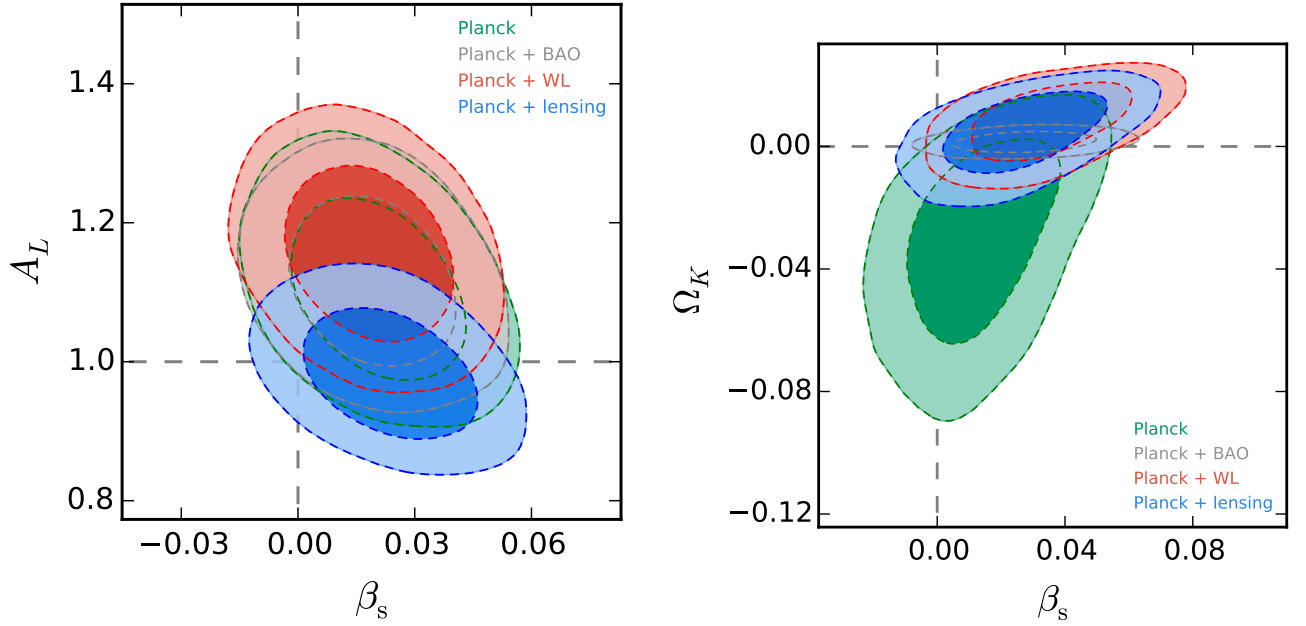 Planck
Planck + BAO
Planck + WL
Planck + lensing
1.4
1.2
1.0
0.8
A_L
−0.03 0.00 0.03 0.06
β_s
0.00
−0.04
−0.08
−0.12
Ω_K
Planck
Planck + BAO
Planck + WL
Planck + lensing
0.00 0.04 0.08
β_s